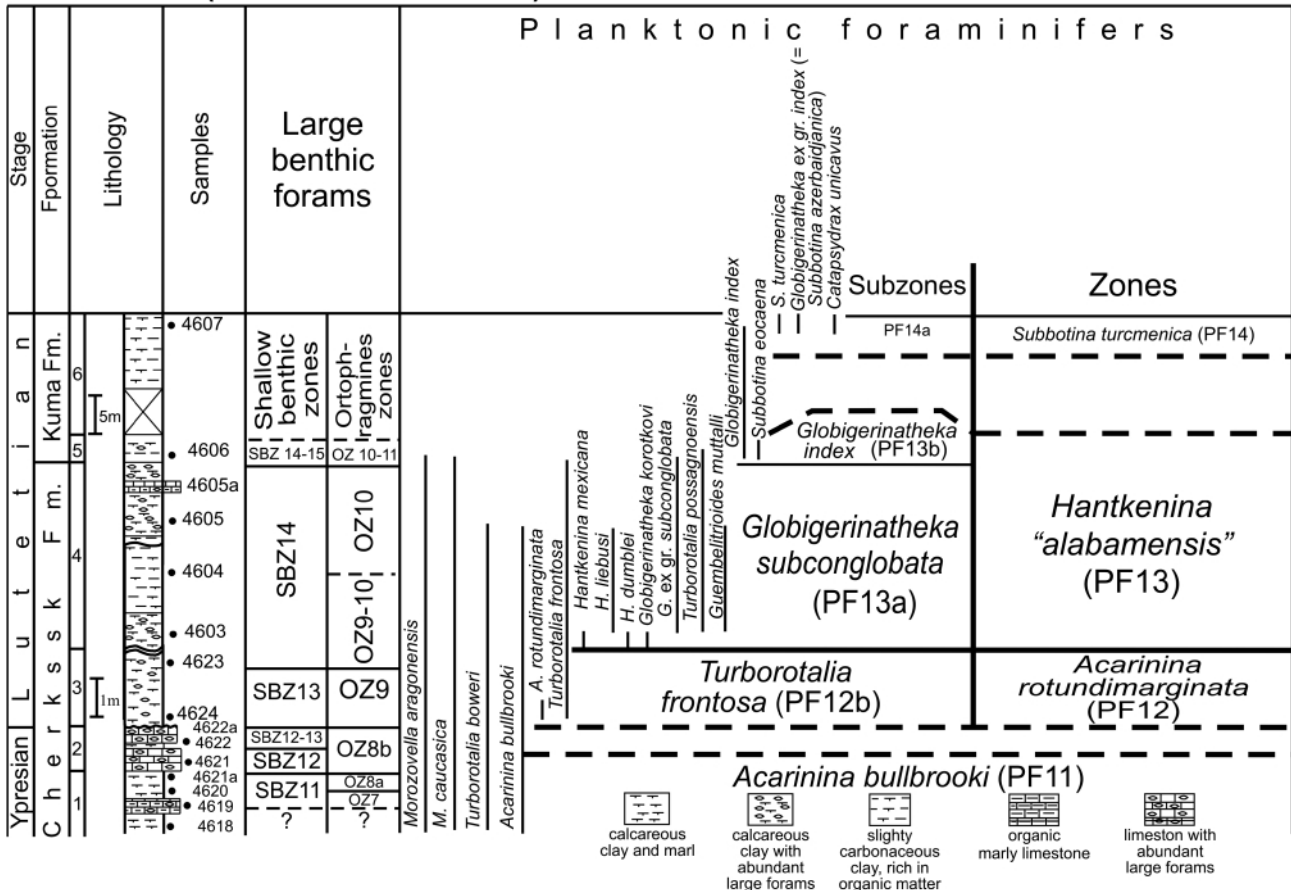 Planktonic foraminifers
Stage
Fpormation
Lithology
Samples
Large
benthic
forams
S. turcmenica
Globigerinatheka ex gr. index (=
Subbotina azerbaidjanica)
Catapsydrax unicavus
Globigerinatheka index
Subbotina eocaena
Subzones
Zones
Lutetian
Ypresian
Kuma Fm.
Cherkssk Fm.
6
5
4
3
2
1
5m
1m
4607
4606
4605a
4605
4604
4603
4623
4624
4622a
4622
4621
4621a
4620
4619
4618
Shallow
benthic
zones
Ortoph-
ragmines
zones
SBZ 14-15
OZ 10-11
SBZ14
OZ10
OZ9-10
SBZ13
OZ9
SBZ12-13
SBZ12
OZ8b
SBZ11
OZ8a
OZ7
?
?
Morozovella aragonensis
M. caucasica
Turborotalia boweri
Acarinina bullbrooki
A. rotundimarginata
Turborotalia frontosa
Hantkenina mexicana
H. liebusi
H. dumblei
Globigerinatheka korotkovi
G. ex gr. subconglobata
Turborotalia possagnoensis
Guembelitrioides muttalli
PF14a
Subbotina turcmenica (PF14)
Globigerinatheka
index (PF13b)
Globigerinatheka
subconglobata
(PF13a)
Hantkenina
“alabamensis”
(PF13)
Turborotalia
frontosa (PF12b)
Acarinina
rotundimarginata
(PF12)
Acarinina bullbrooki (PF11)
calcareous
clay and marl
calcareous
clay with
abundant
large forams
slighty
carbonaceous
clay, rich in
organic matter
organic
marly limestone
limeston with
abundant
large forams